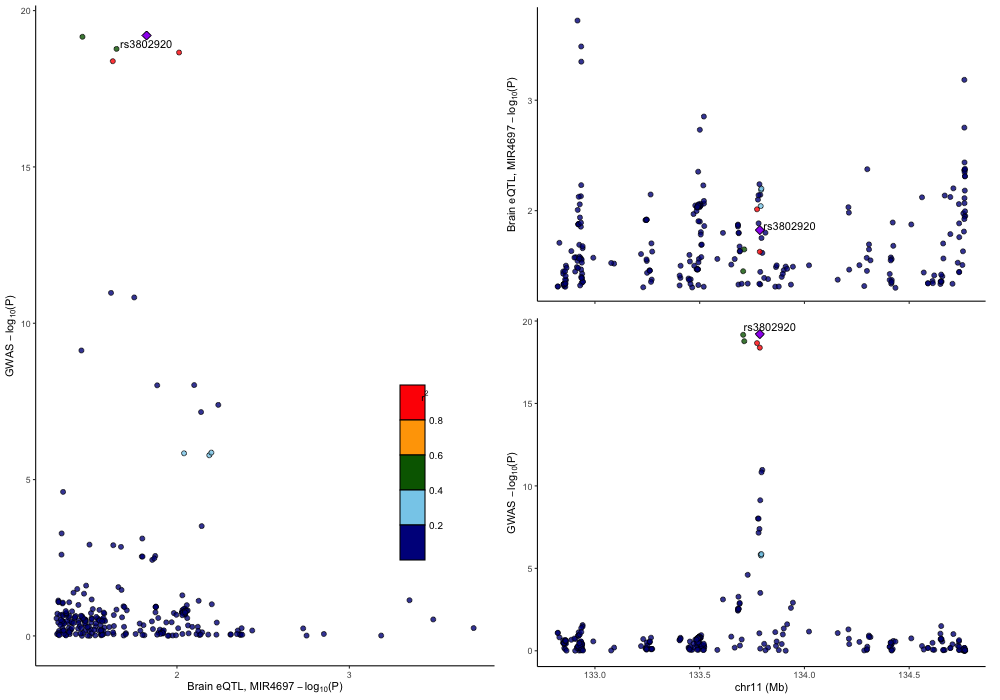 20
15
10
5
0
GWAS − log10(P)
rs3802920
r2
0.8
0.6
0.4
0.2
2
3
Brain eQTL, MIR4697 − log10(P)
3
2
Brain eQTL, MIR4697 − log10(P)
rs3802920
20
15
10
5
0
GWAS − log10(P)
rs3802920
133.0
133.5
134.0
134.5
chr11 (Mb)